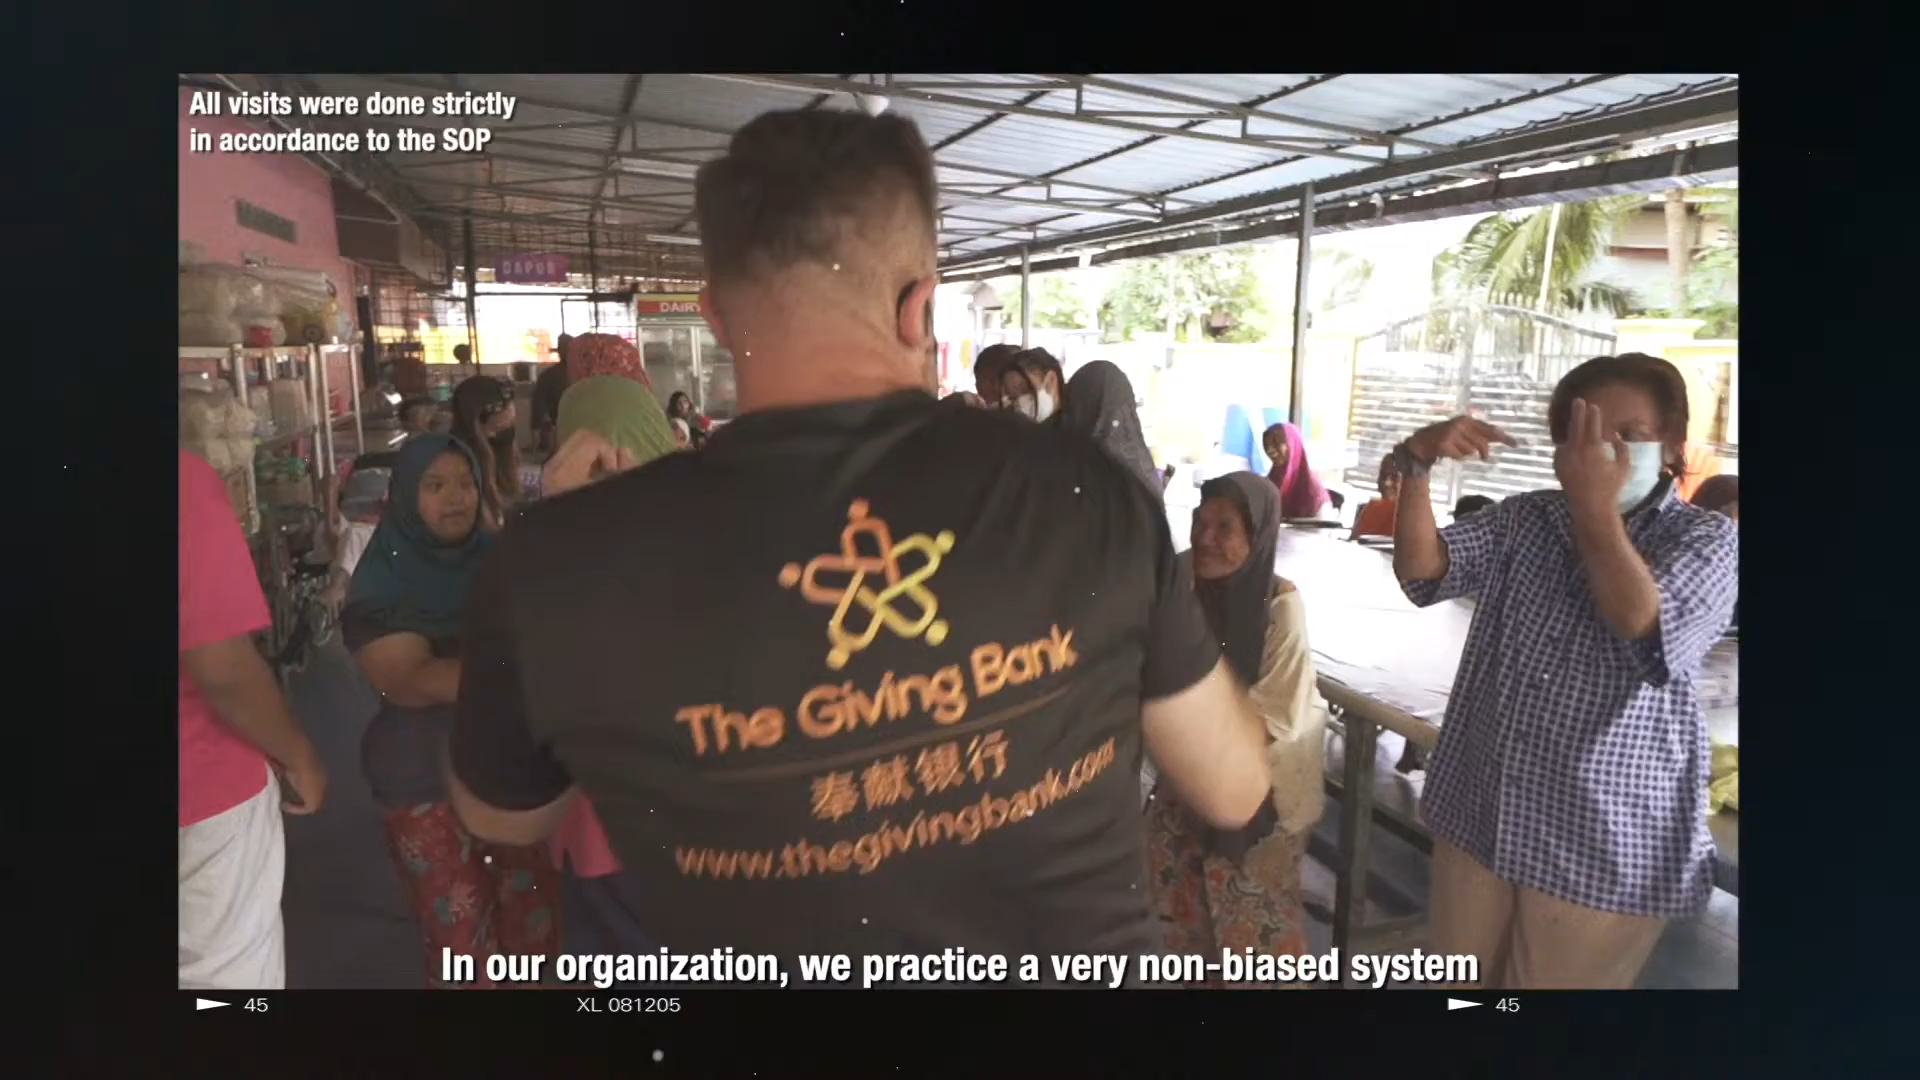 All visits were done strictly
in accordance to the SOP
DAPUR
DAIRY
The Giving Bank
奉献银行
www.thegivingbank.com
In our organization, we practice a very non-biased system
45
XL 081205
45